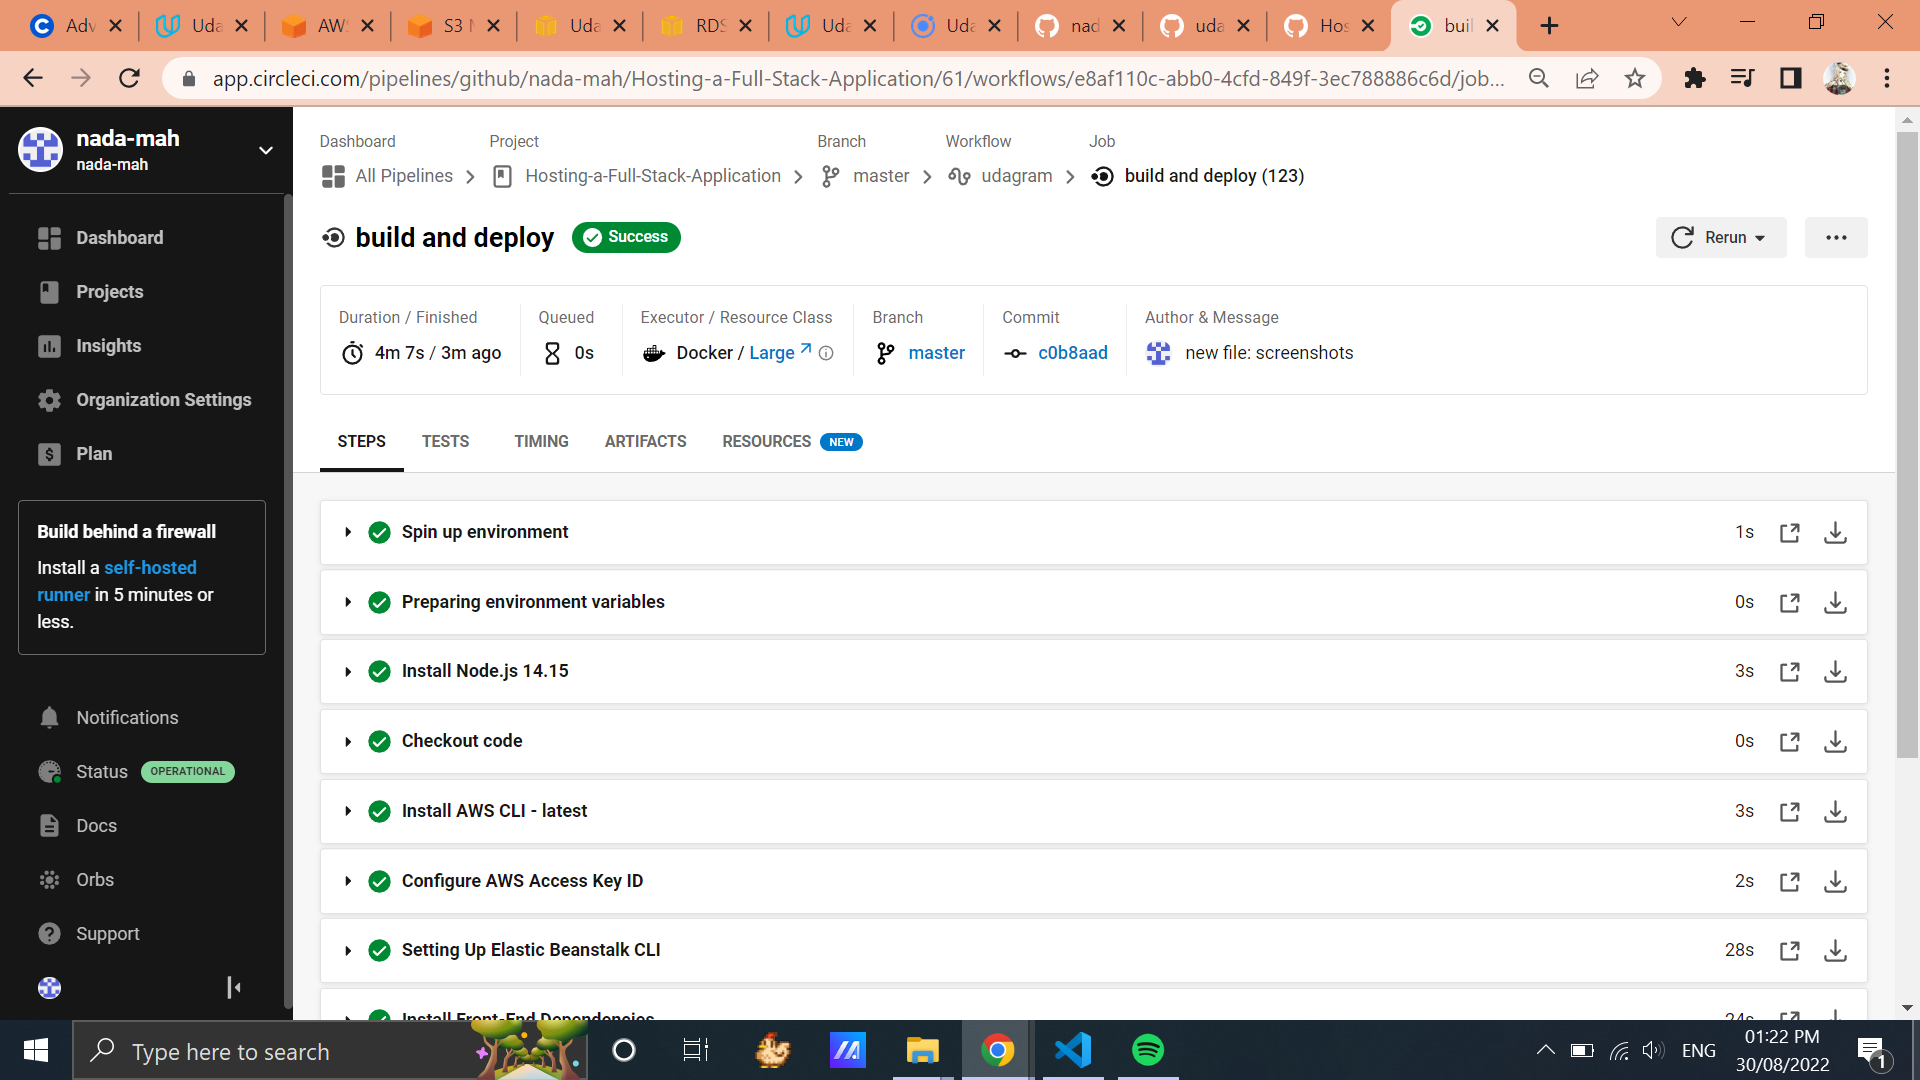 Adv
Uda
AWS
S3 M
Uda
RDS
Uda
Uda
nad
uda
Hos
buil
app.circleci.com/pipelines/github/nada-mah/Hosting-a-Full-Stack-Application/61/workflows/e8af110c-abb0-4cfd-849f-3ec788886c6d/job...
nada-mah
nada-mah
Dashboard
Projects
Insights
Organization Settings
Plan
Build behind a firewall
Install a self-hosted
runner in 5 minutes or
less.
Notifications
Status OPERATIONAL
Docs
Orbs
Support
Dashboard Project Branch Workflow Job
All Pipelines Hosting-a-Full-Stack-Application master udagram build and deploy (123)
build and deploy Success Rerun
Duration / Finished Queued Executor / Resource Class Branch Commit Author & Message
4m 7s / 3m ago 0s Docker / Large master c0b8aad new file: screenshots
STEPS TESTS TIMING ARTIFACTS RESOURCES NEW
Spin up environment 1s
Preparing environment variables 0s
Install Node.js 14.15 3s
Checkout code 0s
Install AWS CLI - latest 3s
Configure AWS Access Key ID 2s
Setting Up Elastic Beanstalk CLI 28s
Install Front-End Dependencies 24s
Type here to search
ENG
01:22 PM
30/08/2022
1